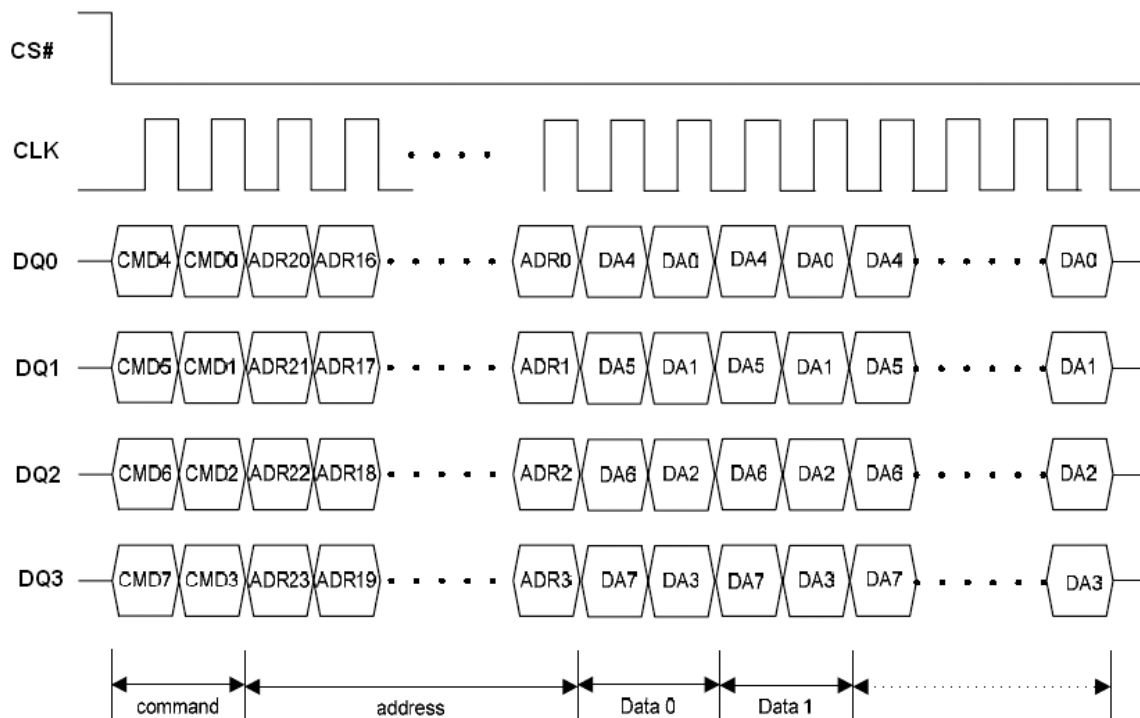 CS#
CLK
DQ0 CMD4 CMD0 ADR20 ADR16 ADR0 DA4 DA0 DA4 DA0 DA4 DA0
DQ1 CMD5 CMD1 ADR21 ADR17 ADR1 DA5 DA1 DA5 DA1 DA5 DA1
DQ2 CMD6 CMD2 ADR22 ADR18 ADR2 DA6 DA2 DA6 DA2 DA6 DA2
DQ3 CMD7 CMD3 ADR23 ADR19 ADR3 DA7 DA3 DA7 DA3 DA7 DA3
command address Data 0 Data 1